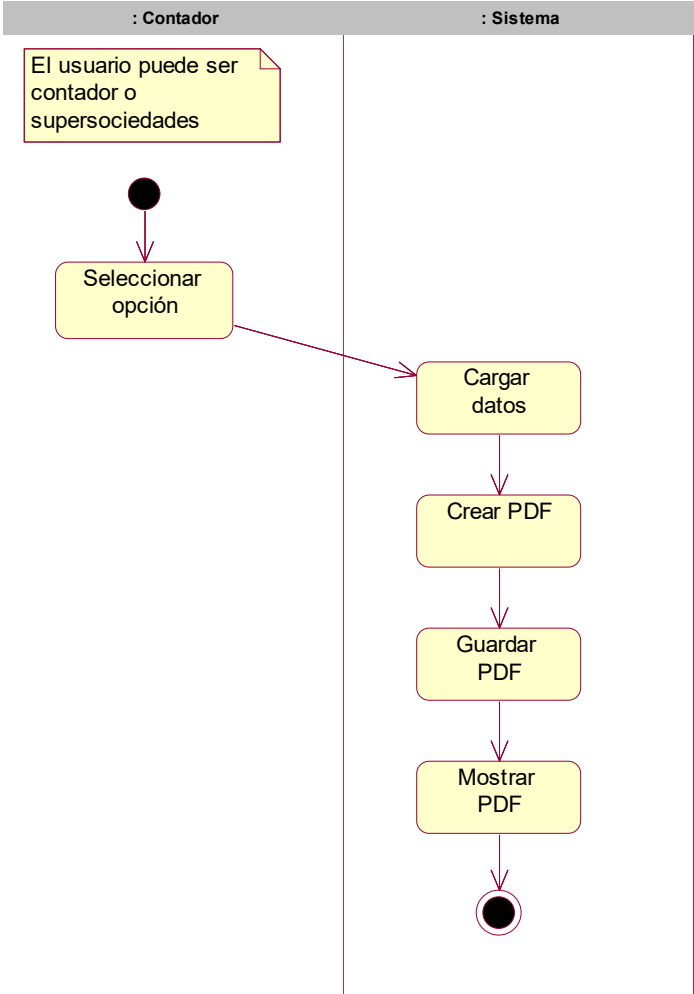 : Contador
: Sistema
El usuario puede ser
contador o
supersociedades
Seleccionar
opción
Cargar
datos
Crear PDF
Guardar
PDF
Mostrar
PDF